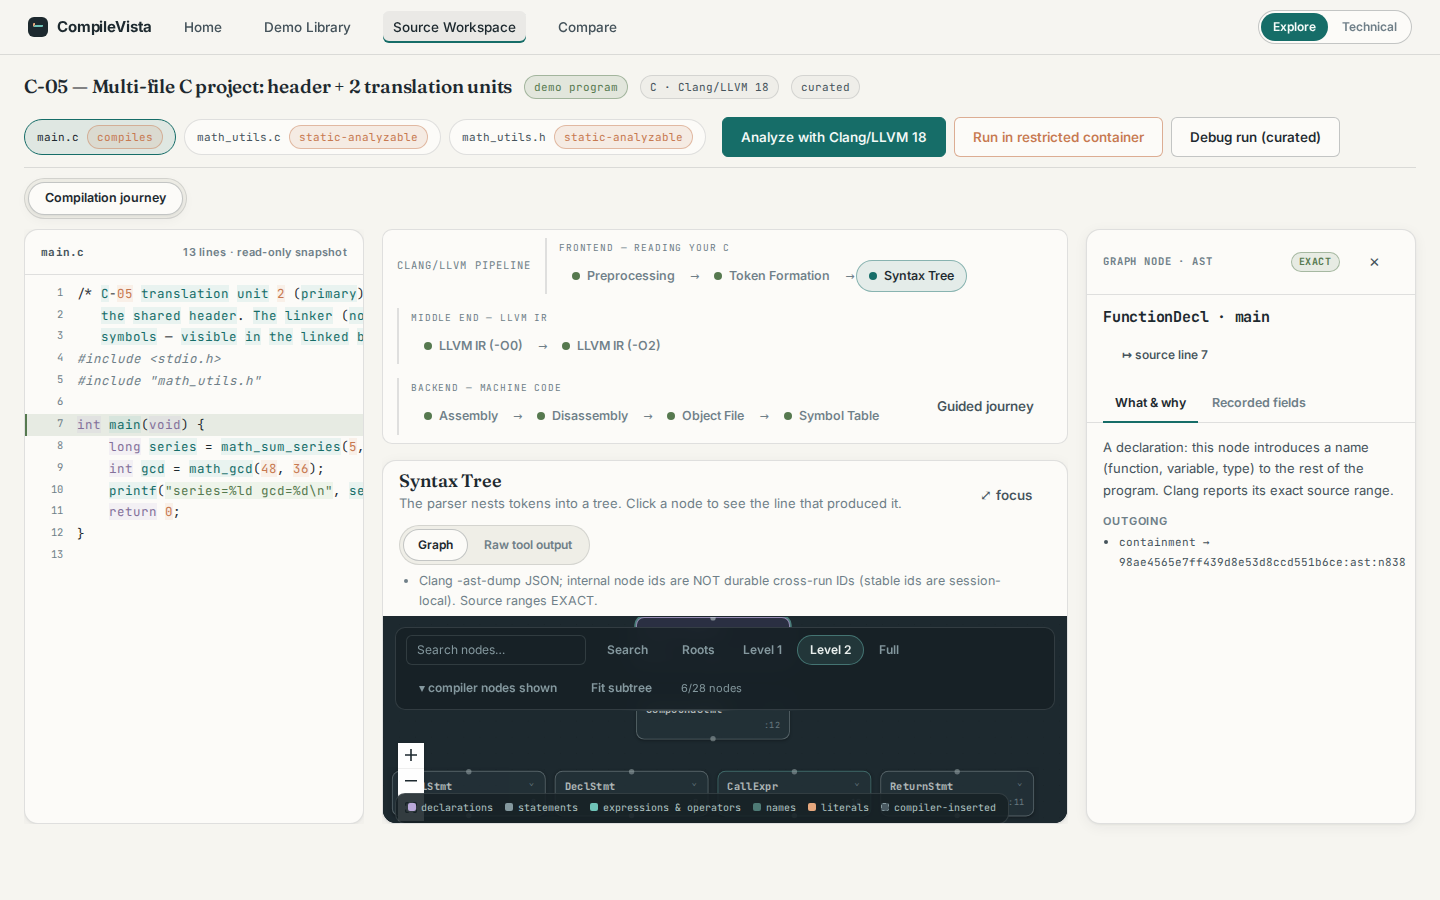 CompileVista
Home
Demo Library
Source Workspace
Compare
Explore
Technical
C-05 — Multi-file C project: header + 2 translation units
demo program
C · Clang/LLVM 18
curated
main.c compiles
math_utils.c static-analyzable
math_utils.h static-analyzable
Analyze with Clang/LLVM 18
Run in restricted container
Debug run (curated)
Compilation journey
main.c
13 lines · read-only snapshot
1 /* C-05 translation unit 2 (primary)
2 the shared header. The linker (no
3 symbols — visible in the linked b
4 #include <stdio.h>
5 #include "math_utils.h"
6
7 int main(void) {
8 long series = math_sum_series(5,
9 int gcd = math_gcd(48, 36);
10 printf("series=%ld gcd=%d\n", se
11 return 0;
12 }
13
CLANG/LLVM PIPELINE
FRONTEND — READING YOUR C
Preprocessing → Token Formation → Syntax Tree
MIDDLE END — LLVM IR
LLVM IR (-O0) → LLVM IR (-O2)
BACKEND — MACHINE CODE
Assembly → Disassembly → Object File → Symbol Table
Guided journey
Syntax Tree
The parser nests tokens into a tree. Click a node to see the line that produced it.
⤢ focus
Graph
Raw tool output
• Clang -ast-dump JSON; internal node ids are NOT durable cross-run IDs (stable ids are session-
local). Source ranges EXACT.
Search nodes...
Search
Roots
Level 1
Level 2
Full
▾ compiler nodes shown
Fit subtree
6/28 nodes
:12
+
−
lStmt
DeclStmt
CallExpr
ReturnStmt
:11
declarations
statements
expressions & operators
names
literals
compiler-inserted
GRAPH NODE · AST
EXACT
×
FunctionDecl · main
↦ source line 7
What & why
Recorded fields
A declaration: this node introduces a name
(function, variable, type) to the rest of the
program. Clang reports its exact source range.
OUTGOING
• containment →
98ae4565e7ff439d8e53d8ccd551b6ce:ast:n838